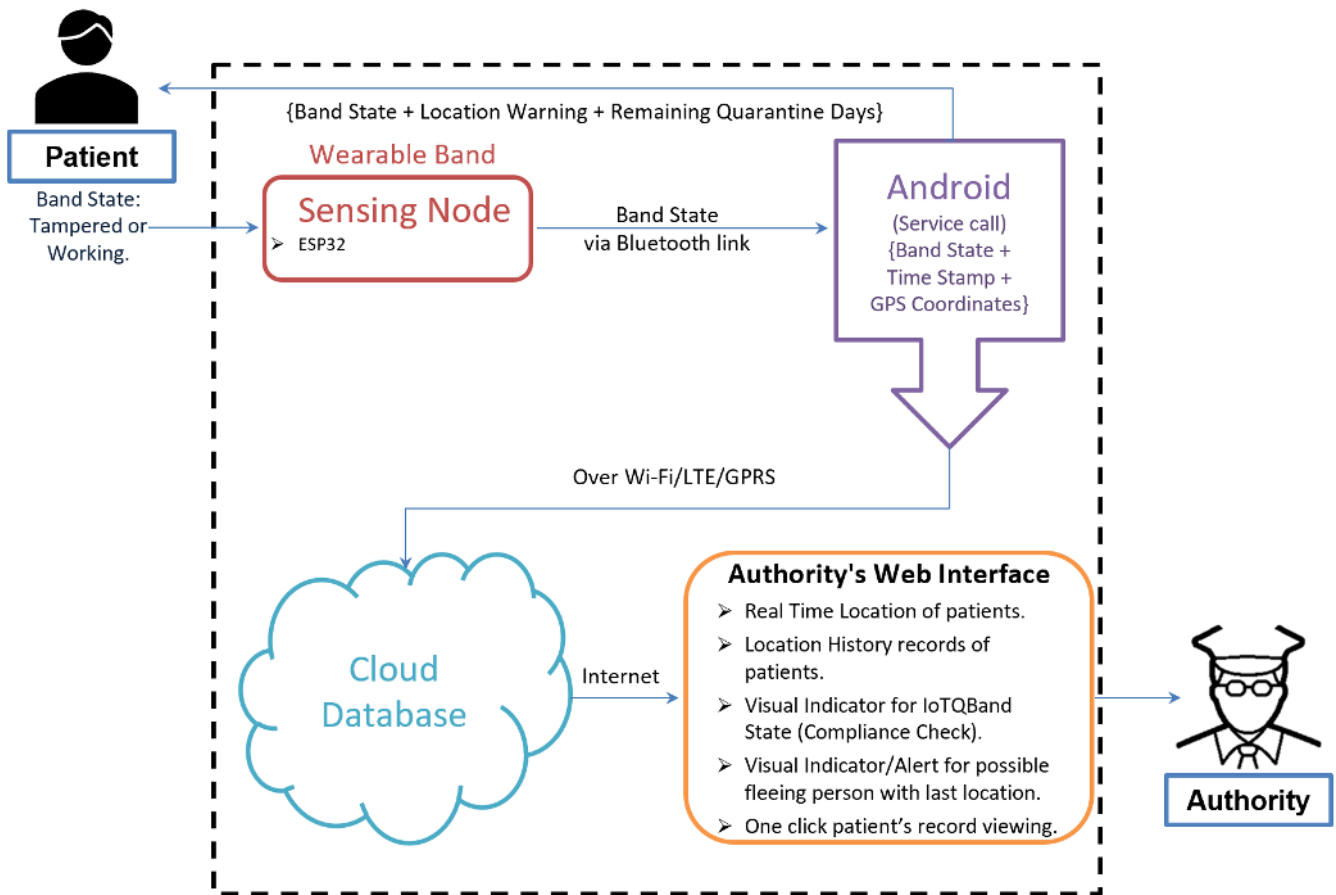 {Band State + Location Warning + Remaining Quarantine Days}
Patient
Band State:
Tampered or
Working.
Wearable Band
Sensing Node
➤ ESP32
Band State
via Bluetooth link
Android
(Service call)
{Band State +
Time Stamp +
GPS Coordinates}
Over Wi-Fi/LTE/GPRS
Cloud
Database
Internet
Authority's Web Interface
➤ Real Time Location of patients.
➤ Location History records of
patients.
➤ Visual Indicator for IoTQBand
State (Compliance Check).
➤ Visual Indicator/Alert for possible
fleeing person with last location.
➤ One click patient’s record viewing.
Authority